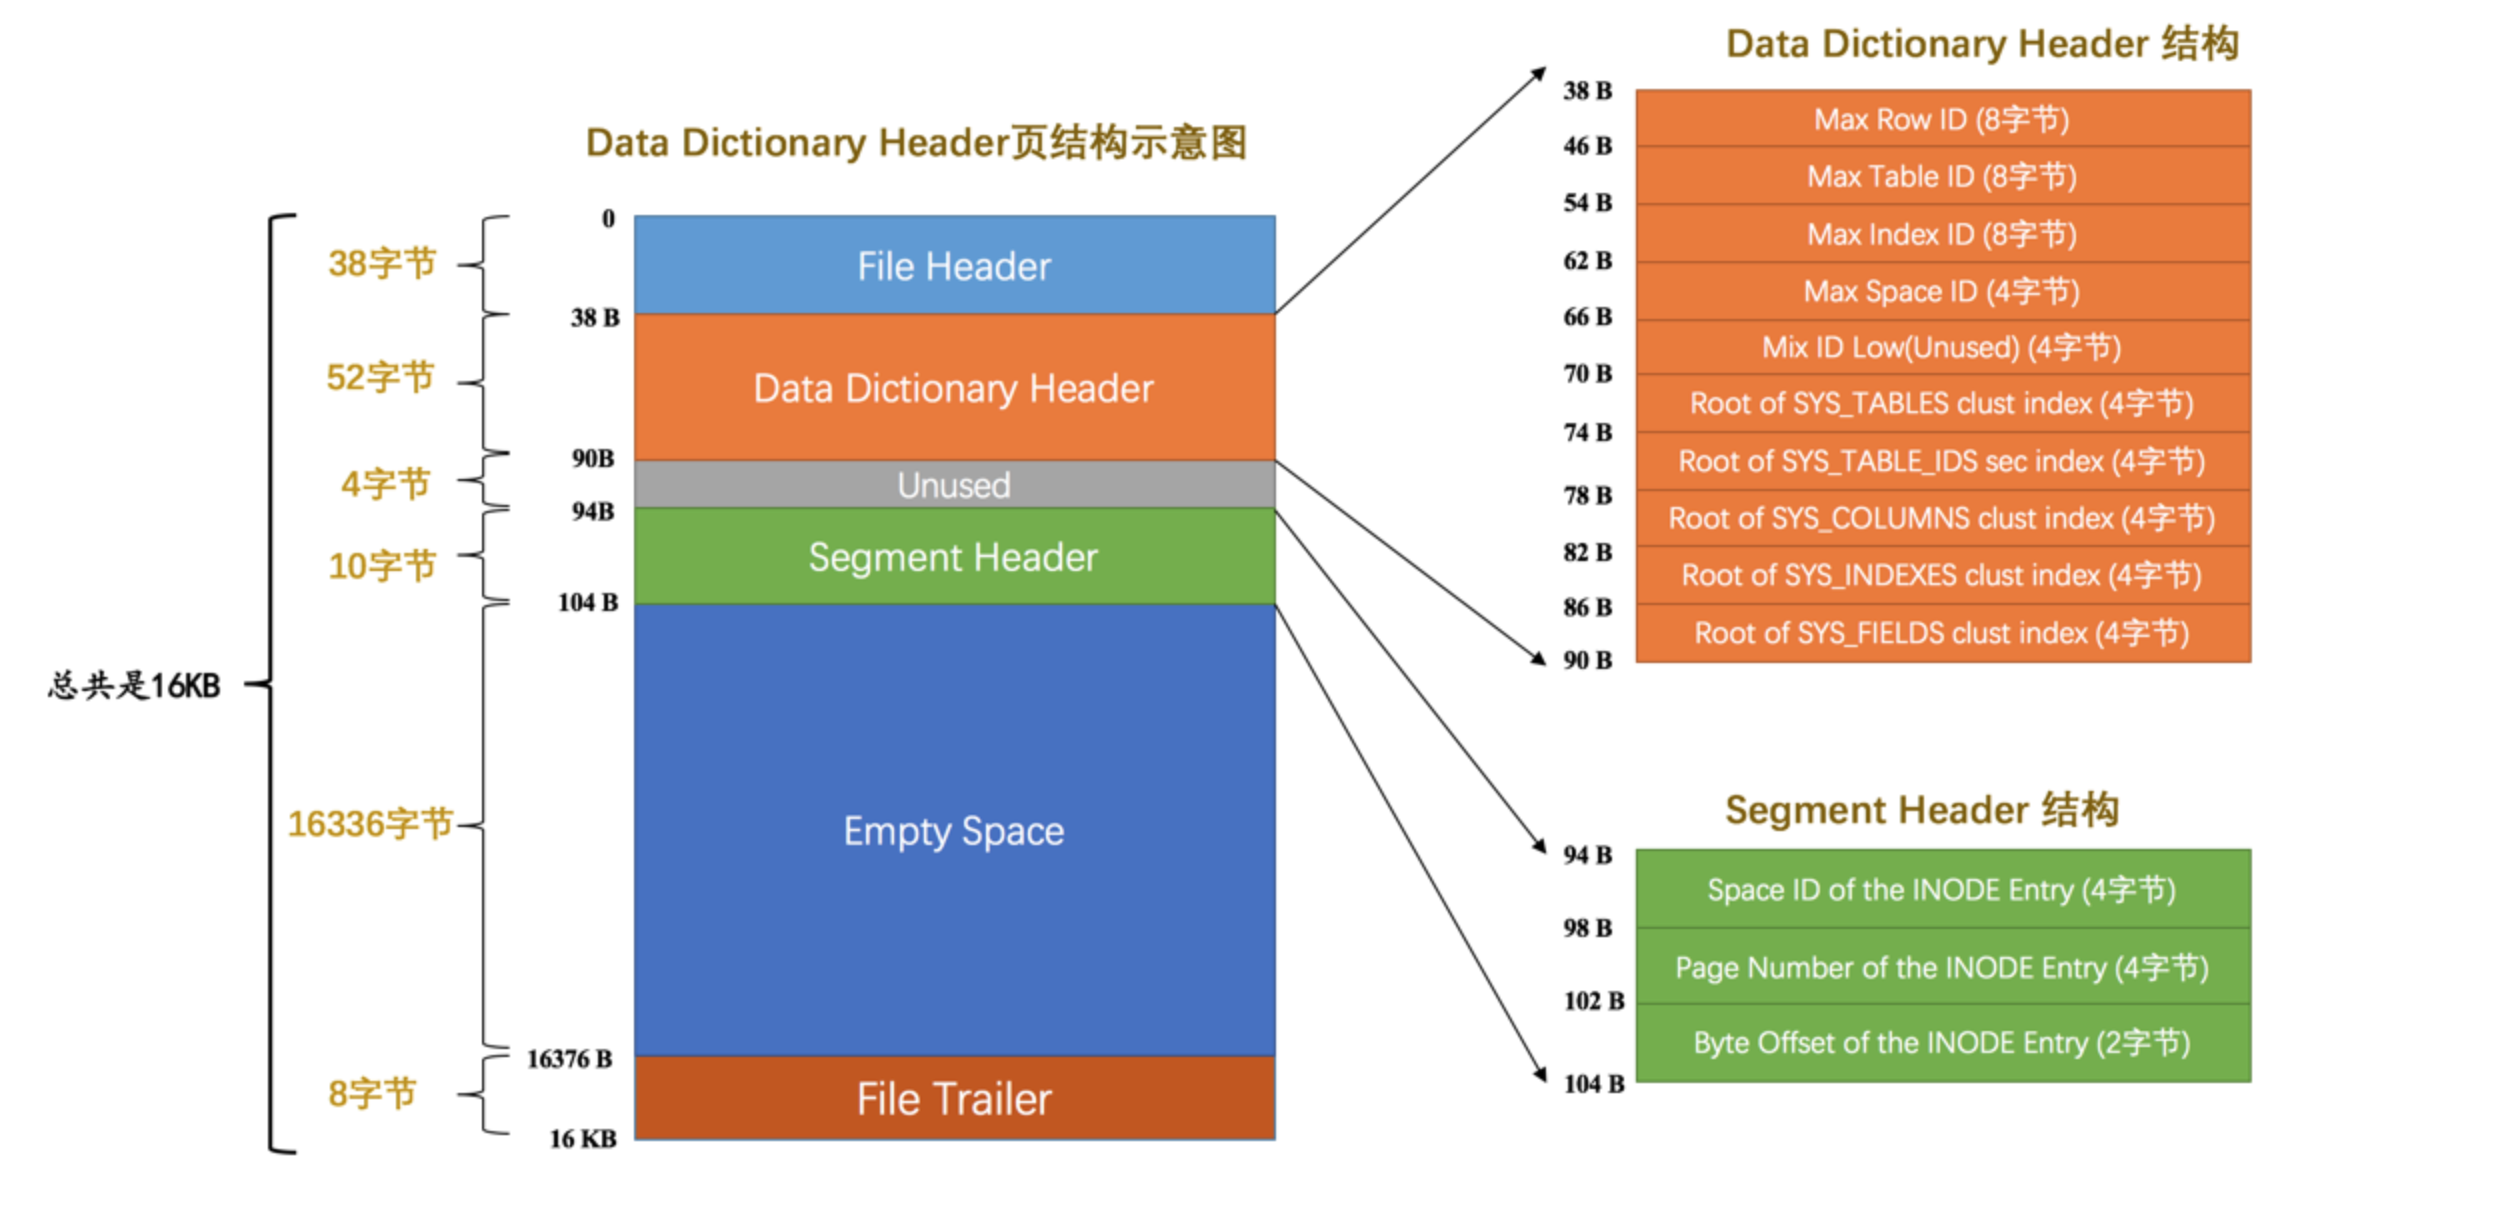 Data Dictionary Header页结构示意图
总共是16KB
38字节
52字节
4字节
10字节
16336字节
8字节
0
38 B
90B
94B
104 B
16376 B
16 KB
File Header
Data Dictionary Header
Unused
Segment Header
Empty Space
File Trailer
Data Dictionary Header 结构
38 B
Max Row ID (8字节)
46 B
Max Table ID (8字节)
54 B
Max Index ID (8字节)
62 B
Max Space ID (4字节)
66 B
Mix ID Low(Unused) (4字节)
70 B
Root of SYS_TABLES clust index (4字节)
74 B
Root of SYS_TABLE_IDS sec index (4字节)
78 B
Root of SYS_COLUMNS clust index (4字节)
82 B
Root of SYS_INDEXES clust index (4字节)
86 B
Root of SYS_FIELDS clust index (4字节)
90 B
Segment Header 结构
94 B
Space ID of the INODE Entry (4字节)
98 B
Page Number of the INODE Entry (4字节)
102 B
Byte Offset of the INODE Entry (2字节)
104 B